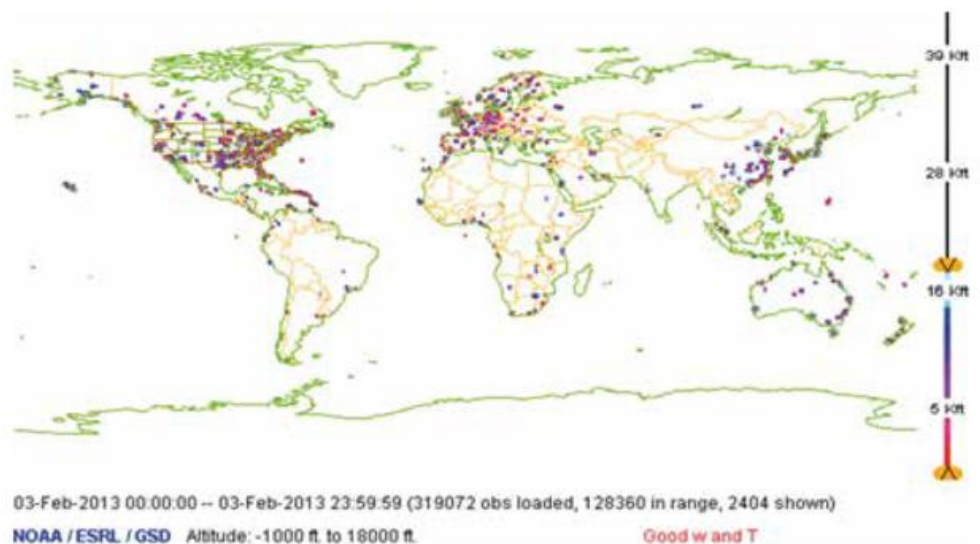 39 Kft
28 Kft
16 Kft
5 Kft
03-Feb-2013 00:00:00 -- 03-Feb-2013 23:59:59 (319072 obs loaded, 128360 in range, 2404 shown)
NOAA / ESRL / GSD Altitude: -1000 ft. to 18000 ft. Good w and T